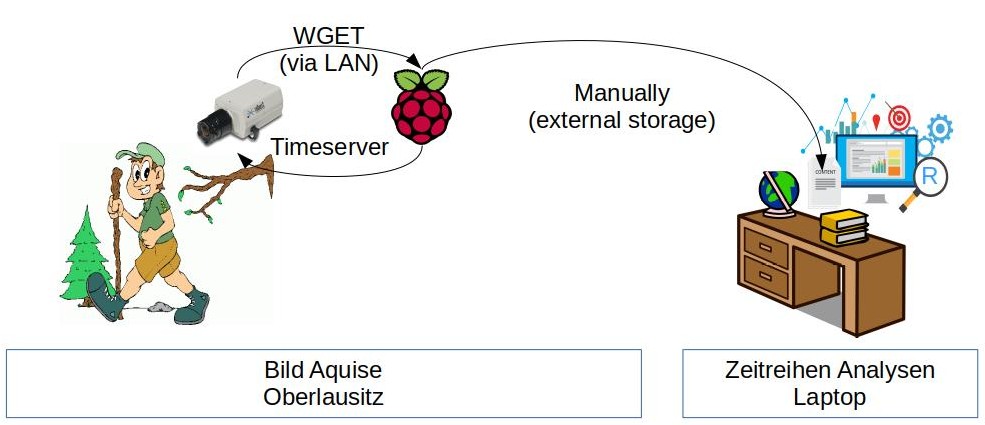 WGET
(via LAN)
Timeserver
Manually
(external storage)
CONTENT
R
Bild Aquise
Oberlausitz
Zeitreihen Analysen
Laptop